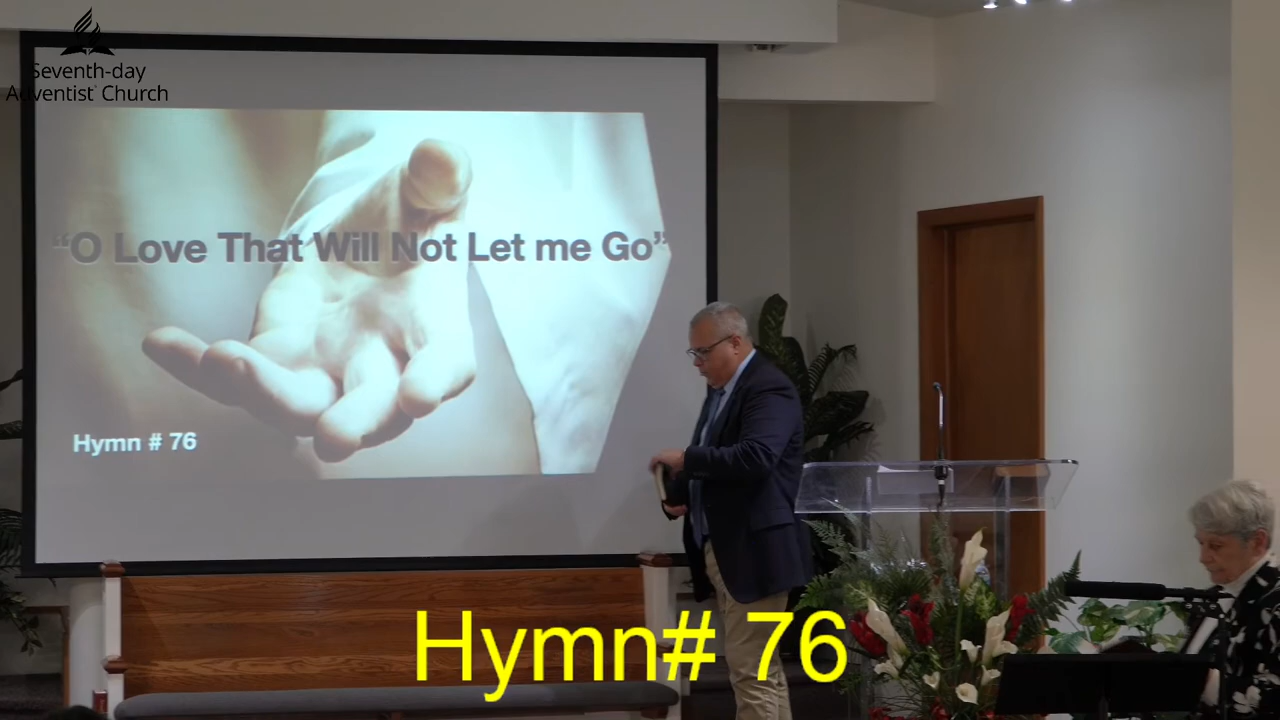 Seventh-day
Adventist Church
“O Love That Will Not Let me Go”
Hymn # 76
Hymn# 76